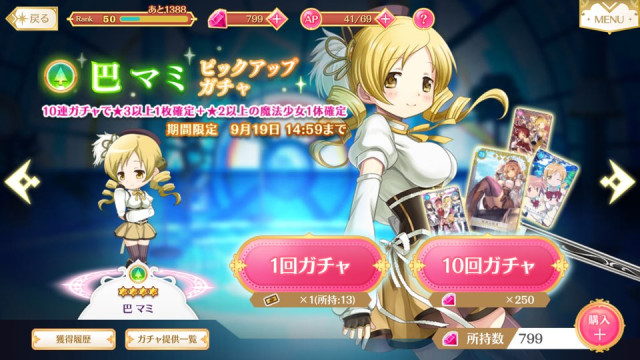 戻る
あと1388
Rank 50
799
AP 41/69
?
MENU
巴 マミ ピックアップ
ガチャ
10連ガチャで★3以上1枚確定+★2以上の魔法少女1体確定
期間限定 9月19日 14:59まで
1回ガチャ
10回ガチャ
×1(所持:13)
×250
★★★★
巴 マミ
獲得履歴
ガチャ提供一覧
所持数 799
購入
+